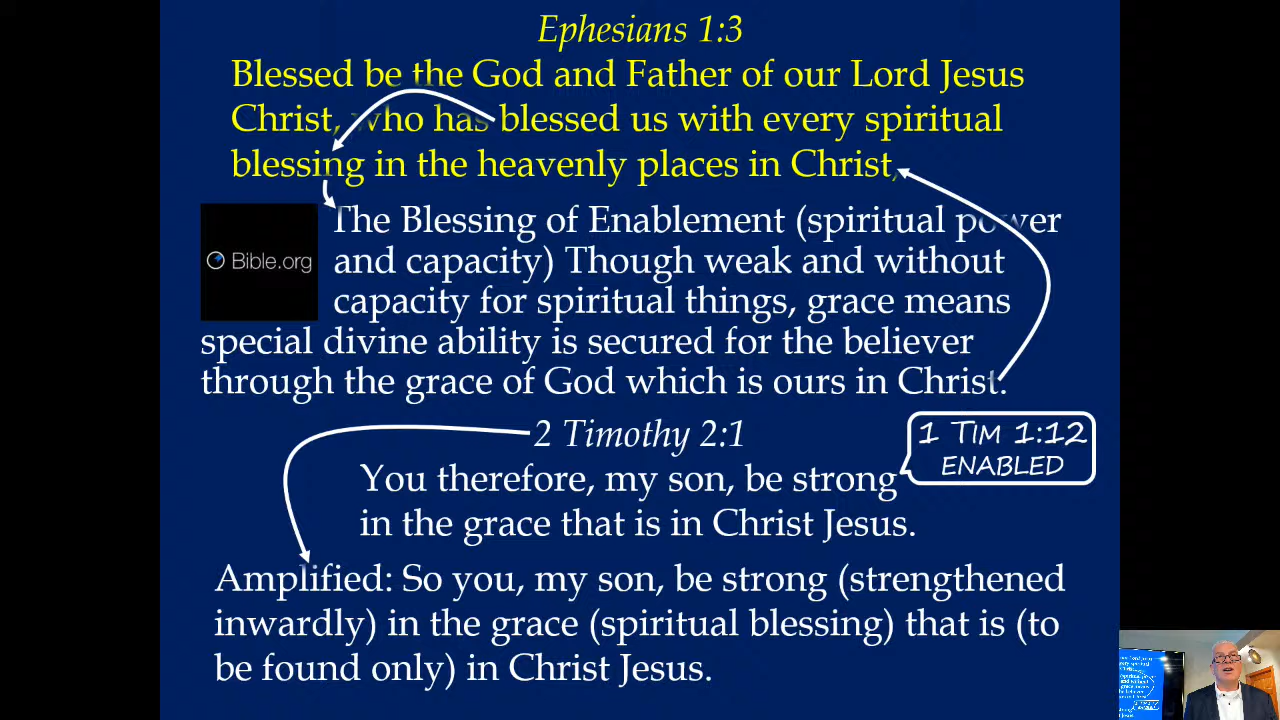 Ephesians 1:3
Blessed be the God and Father of our Lord Jesus
Christ, who has blessed us with every spiritual
blessing in the heavenly places in Christ,
Bible.org
The Blessing of Enablement (spiritual power
and capacity) Though weak and without
capacity for spiritual things, grace means
special divine ability is secured for the believer
through the grace of God which is ours in Christ.
2 Timothy 2:1
1 TIM 1:12
ENABLED
You therefore, my son, be strong
in the grace that is in Christ Jesus.
Amplified: So you, my son, be strong (strengthened
inwardly) in the grace (spiritual blessing) that is (to
be found only) in Christ Jesus.